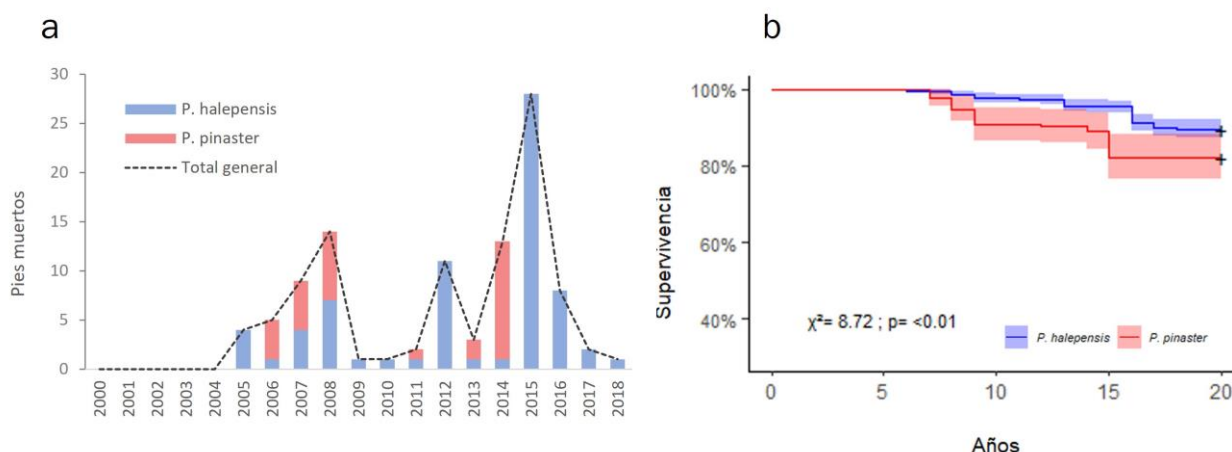 a
30
25
20
15
10
5
0
Pies muertos
P. halepensis
P. pinaster
Total general
2000 2001 2002 2003 2004 2005 2006 2007 2008 2009 2010 2011 2012 2013 2014 2015 2016 2017 2018
b
100%
80%
60%
40%
Supervivencia
χ²= 8.72 ; p= <0.01
P. halepensis P. pinaster
0 5 10 15 20
Años